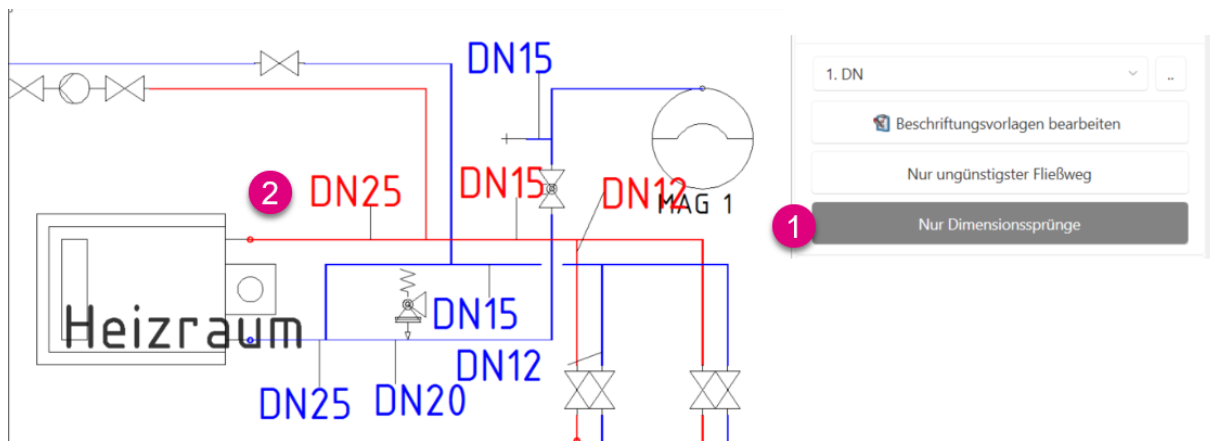 DN15
2
DN25
DN15
DN12
MAG 1
Heizraum
DN15
DN12
DN25
DN20
1. DN
..
Beschriftungsvorlagen bearbeiten
Nur ungünstigster Fließweg
1
Nur Dimensionssprünge